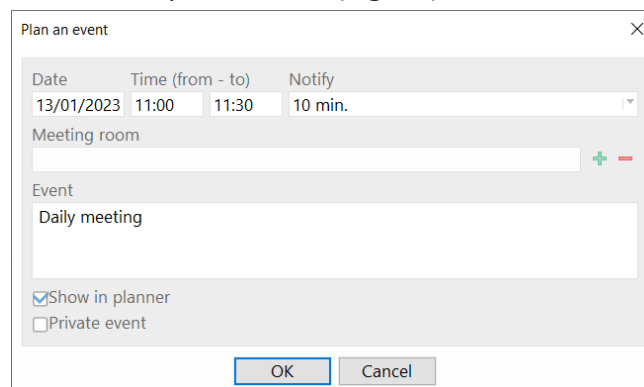 Plan an event
Date Time (from - to) Notify
13/01/2023 11:00 11:30 10 min.
Meeting room
Event
Daily meeting
Show in planner
Private event
OK Cancel